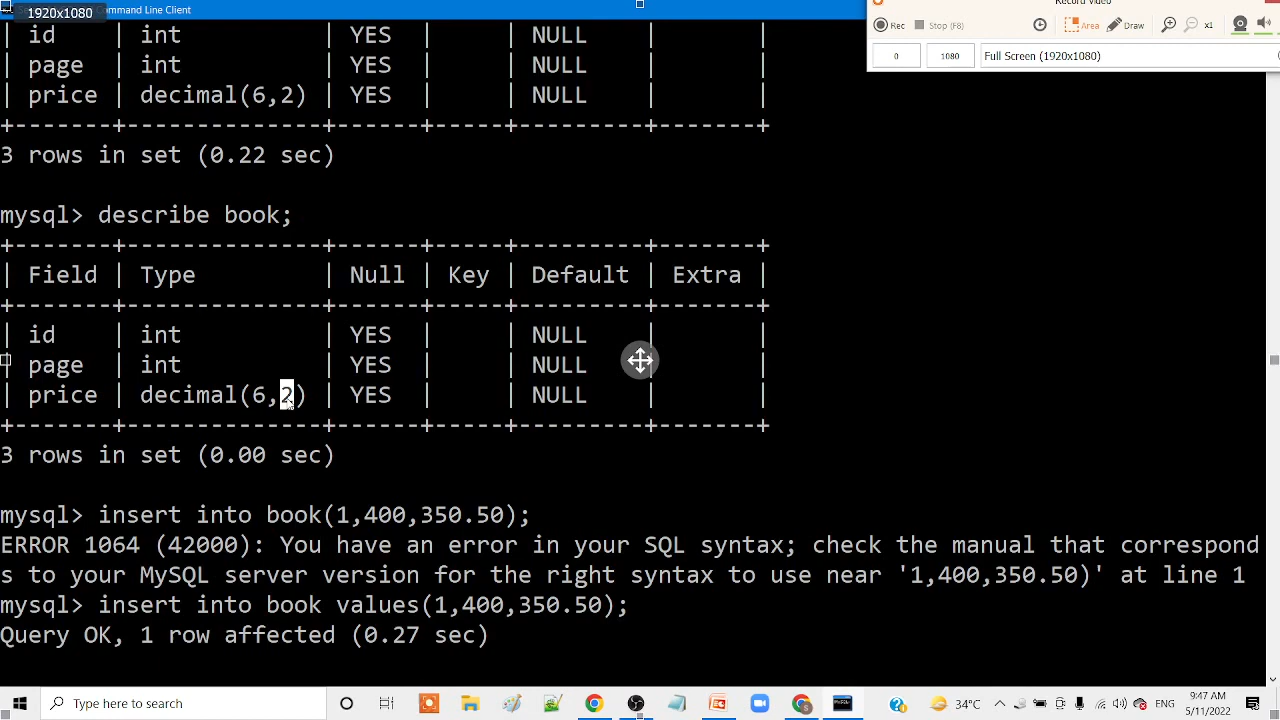 1920x1080
Command Line Client
Record video
Rec
Stop (F8)
Area
Draw
x1
0
1080
Full Screen (1920x1080)
| id | int | YES | | NULL | |
| page | int | YES | | NULL | |
| price | decimal(6,2) | YES | | NULL | |
+-------+--------------+------+-----+---------+-------+
3 rows in set (0.22 sec)
mysql> describe book;
+-------+--------------+------+-----+---------+-------+
| Field | Type | Null | Key | Default | Extra |
+-------+--------------+------+-----+---------+-------+
| id | int | YES | | NULL | |
| page | int | YES | | NULL | |
| price | decimal(6,2) | YES | | NULL | |
+-------+--------------+------+-----+---------+-------+
3 rows in set (0.00 sec)
mysql> insert into book(1,400,350.50);
ERROR 1064 (42000): You have an error in your SQL syntax; check the manual that correspond
s to your MySQL server version for the right syntax to use near '1,400,350.50)' at line 1
mysql> insert into book values(1,400,350.50);
Query OK, 1 row affected (0.27 sec)
Type here to search
34°C
ENG
9:47 AM
5/11/2022